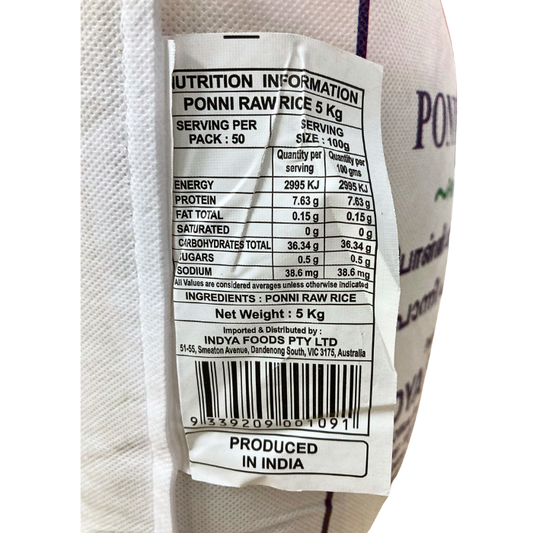 NUTRITION INFORMATION
PONNI RAW RICE 5 Kg
SERVING PER PACK : 50
SERVING SIZE : 100g
Quantity per serving
Quantity per 100 gms
ENERGY 2995 KJ 2995 KJ
PROTEIN 7.63 g 7.63 g
FAT TOTAL 0.15 g 0.15 g
SATURATED 0 g 0 g
CARBOHYDRATES TOTAL 36.34 g 36.34 g
SUGARS 0.5 g 0.5 g
SODIUM 38.6 mg 38.6 mg
All Values are considered averages unless otherwise indicated
INGREDIENTS : PONNI RAW RICE
Net Weight : 5 Kg
Imported & Distributed by :
INDYA FOODS PTY LTD
51-55, Smeaton Avenue, Dandenong South, VIC 3175, Australia
9 339209 001091
PRODUCED
IN INDIA